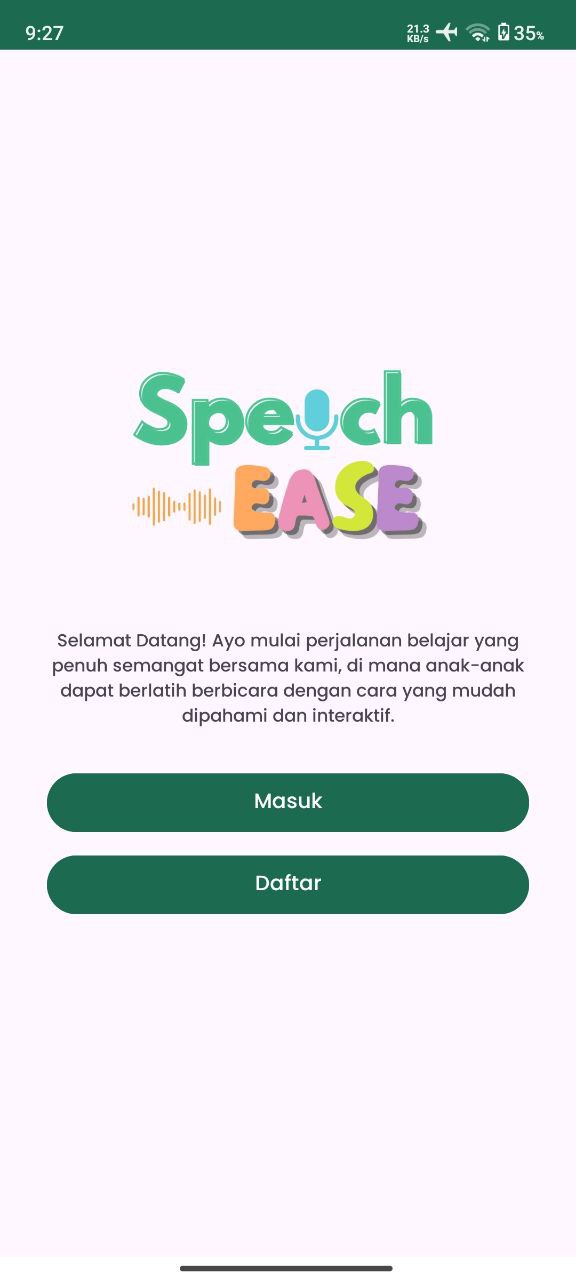 9:27
21.3
KB/s
35%
Speech
EASE
Selamat Datang! Ayo mulai perjalanan belajar yang
penuh semangat bersama kami, di mana anak-anak
dapat berlatih berbicara dengan cara yang mudah
dipahami dan interaktif.
Masuk
Daftar